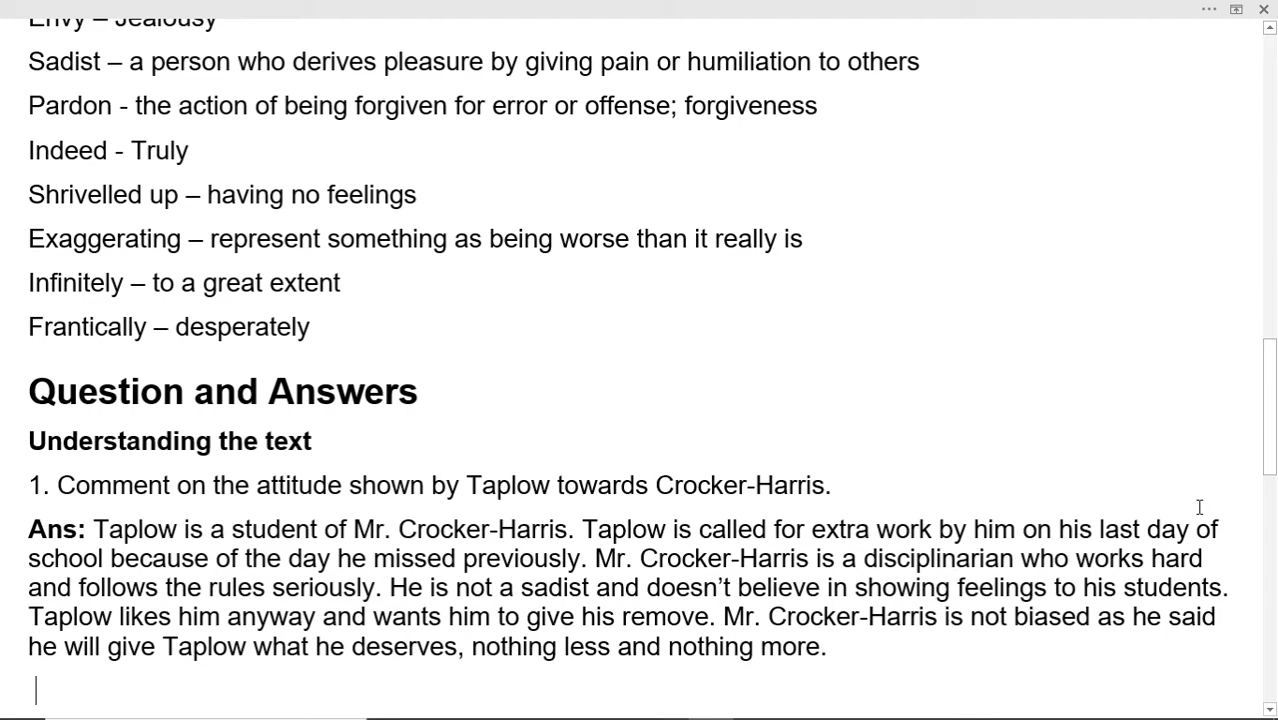 Envy – Jealousy
Sadist – a person who derives pleasure by giving pain or humiliation to others
Pardon - the action of being forgiven for error or offense; forgiveness
Indeed - Truly
Shrivelled up – having no feelings
Exaggerating – represent something as being worse than it really is
Infinitely – to a great extent
Frantically – desperately
Question and Answers
Understanding the text
1. Comment on the attitude shown by Taplow towards Crocker-Harris.
Ans: Taplow is a student of Mr. Crocker-Harris. Taplow is called for extra work by him on his last day of
school because of the day he missed previously. Mr. Crocker-Harris is a disciplinarian who works hard
and follows the rules seriously. He is not a sadist and doesn’t believe in showing feelings to his students.
Taplow likes him anyway and wants him to give his remove. Mr. Crocker-Harris is not biased as he said
he will give Taplow what he deserves, nothing less and nothing more.